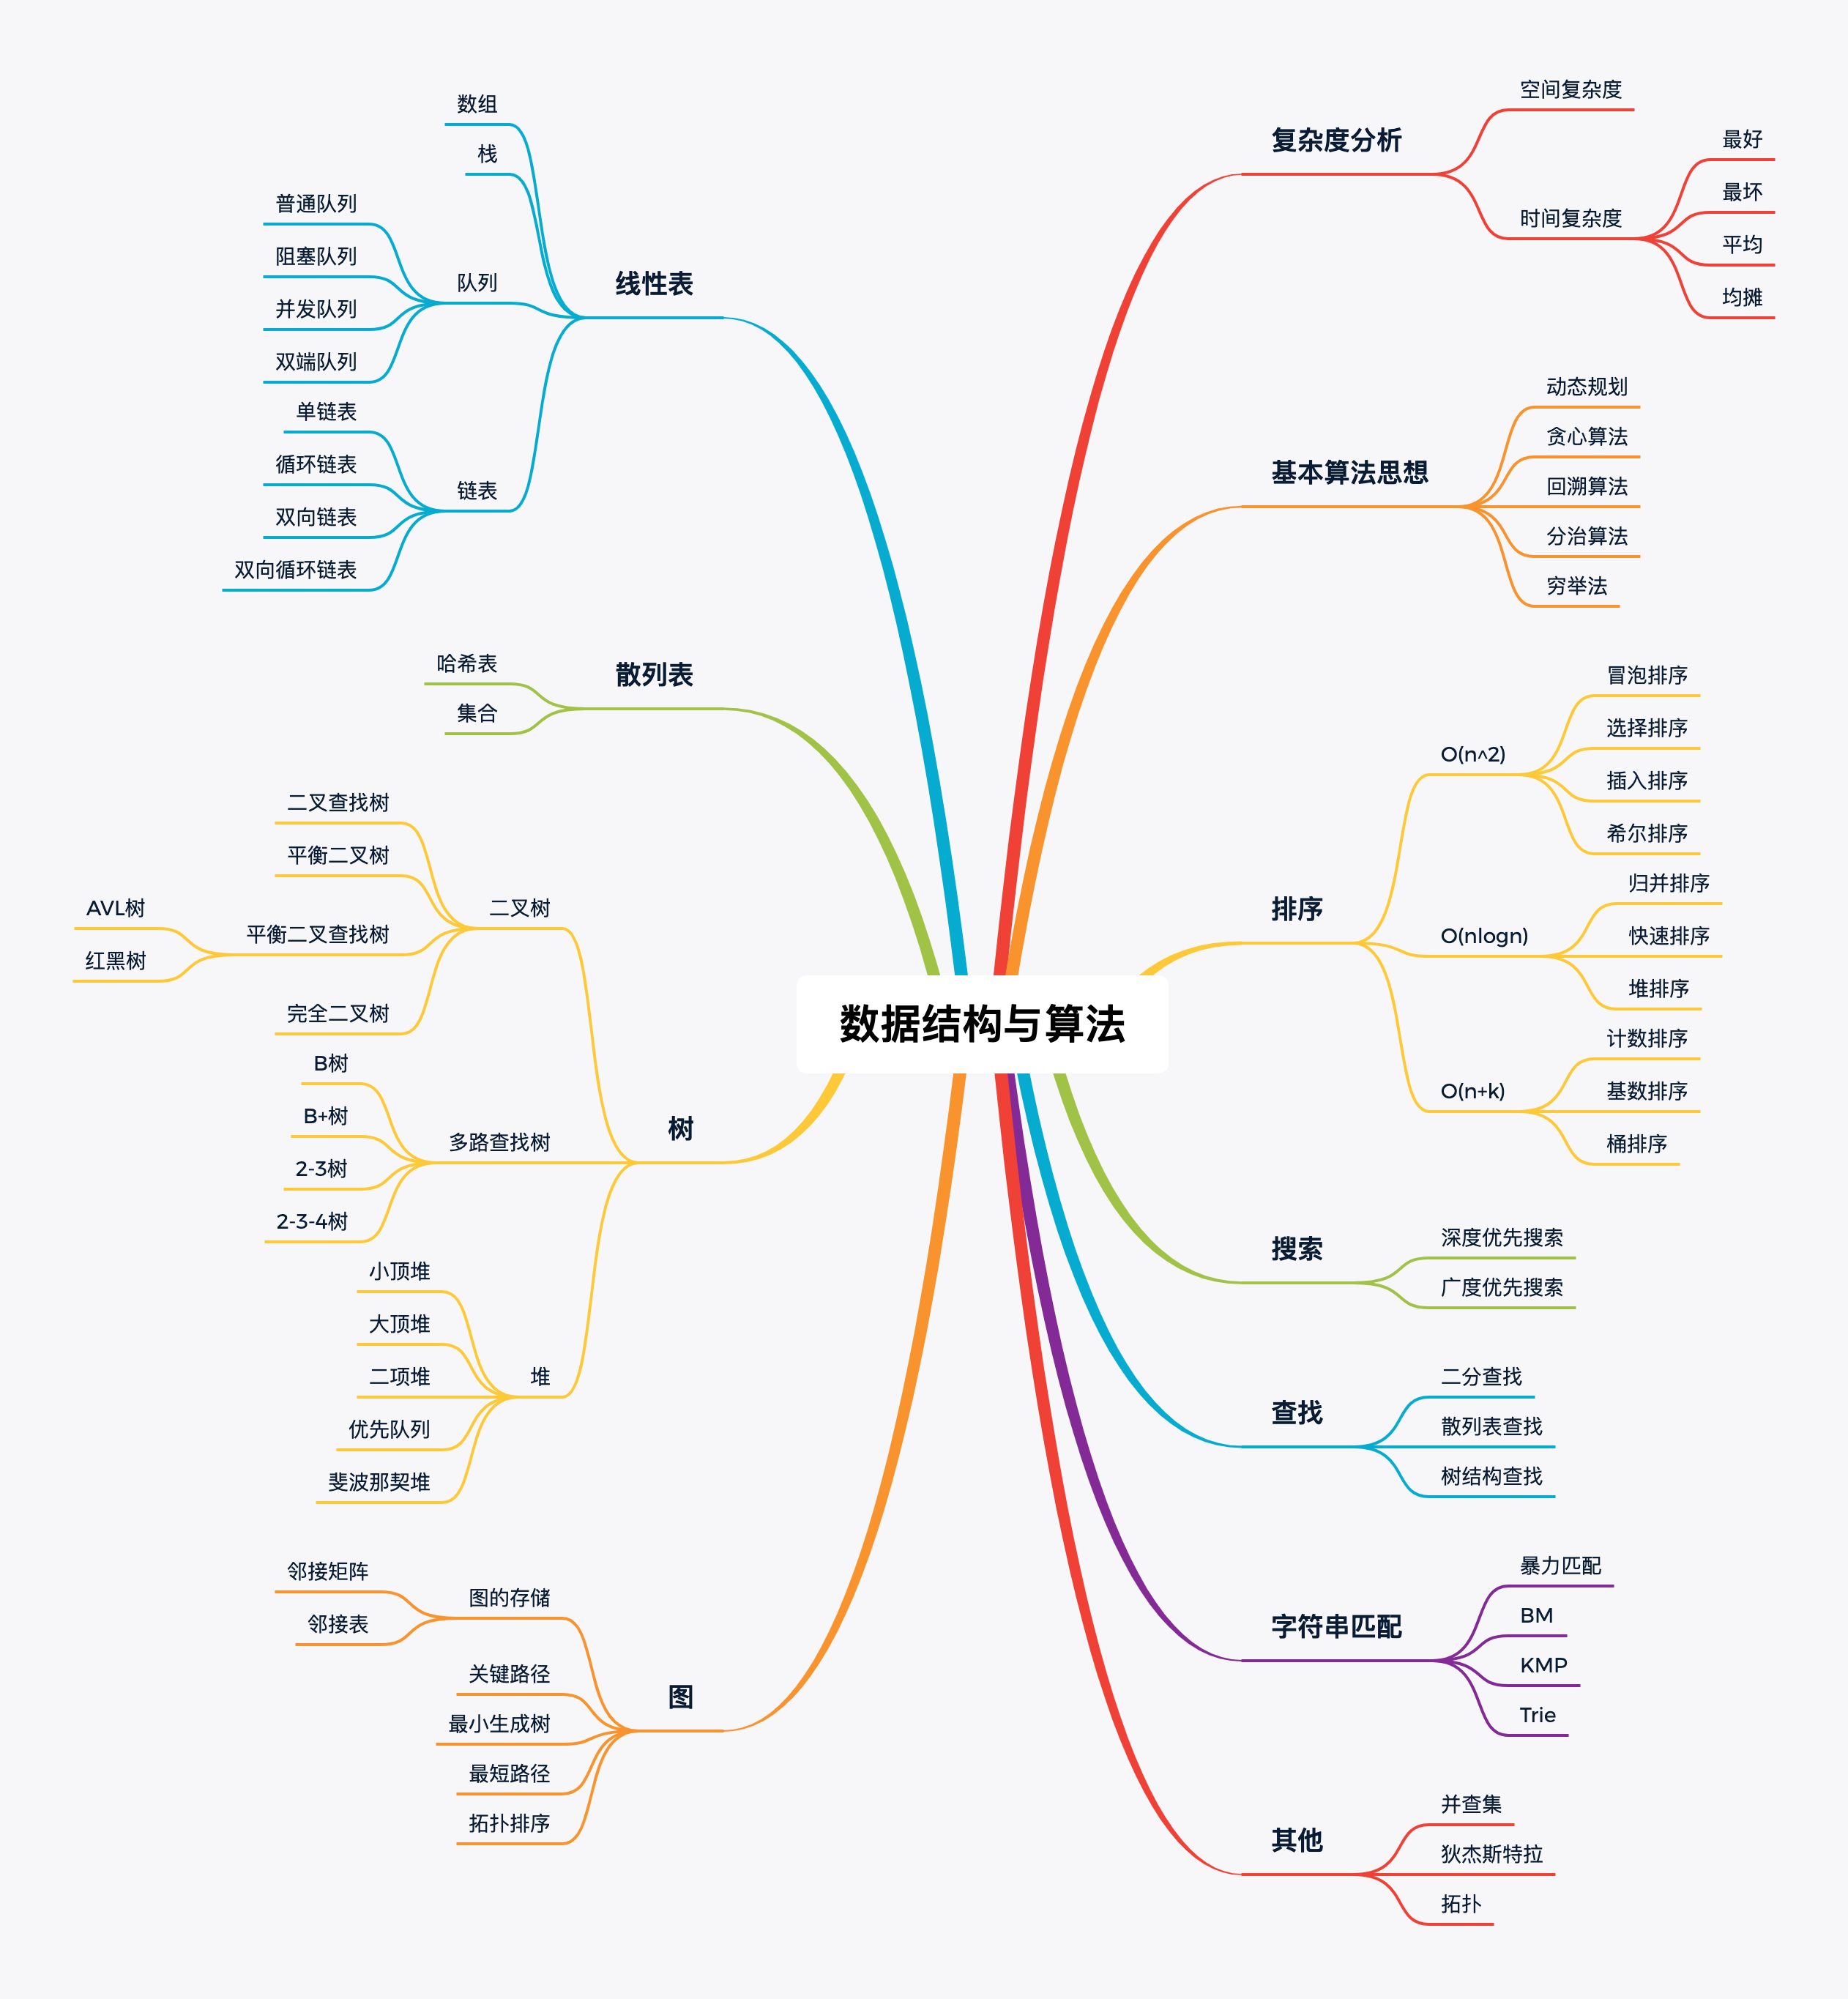 数据结构与算法
复杂度分析
空间复杂度
时间复杂度
最好
最坏
平均
均摊
基本算法思想
动态规划
贪心算法
回溯算法
分治算法
穷举法
排序
O(n^2)
冒泡排序
选择排序
插入排序
希尔排序
O(nlogn)
归并排序
快速排序
堆排序
O(n+k)
计数排序
基数排序
桶排序
搜索
深度优先搜索
广度优先搜索
查找
二分查找
散列表查找
树结构查找
字符串匹配
暴力匹配
BM
KMP
Trie
其他
并查集
狄杰斯特拉
拓扑
线性表
数组
栈
队列
普通队列
阻塞队列
并发队列
双端队列
链表
单链表
循环链表
双向链表
双向循环链表
散列表
哈希表
集合
树
二叉树
二叉查找树
平衡二叉树
平衡二叉查找树
AVL树
红黑树
完全二叉树
多路查找树
B树
B+树
2-3树
2-3-4树
堆
小顶堆
大顶堆
二项堆
优先队列
斐波那契堆
图
图的存储
邻接矩阵
邻接表
关键路径
最小生成树
最短路径
拓扑排序